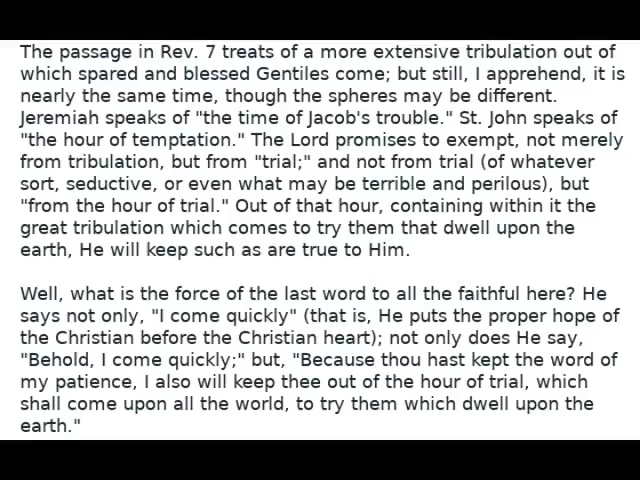 The passage in Rev. 7 treats of a more extensive tribulation out of
which spared and blessed Gentiles come; but still, I apprehend, it is
nearly the same time, though the spheres may be different.
Jeremiah speaks of "the time of Jacob's trouble." St. John speaks of
"the hour of temptation." The Lord promises to exempt, not merely
from tribulation, but from "trial;" and not from trial (of whatever
sort, seductive, or even what may be terrible and perilous), but
"from the hour of trial." Out of that hour, containing within it the
great tribulation which comes to try them that dwell upon the
earth, He will keep such as are true to Him.

Well, what is the force of the last word to all the faithful here? He
says not only, "I come quickly" (that is, He puts the proper hope of
the Christian before the Christian heart); not only does He say,
"Behold, I come quickly;" but, "Because thou hast kept the word of
my patience, I also will keep thee out of the hour of trial, which
shall come upon all the world, to try them which dwell upon the
earth."